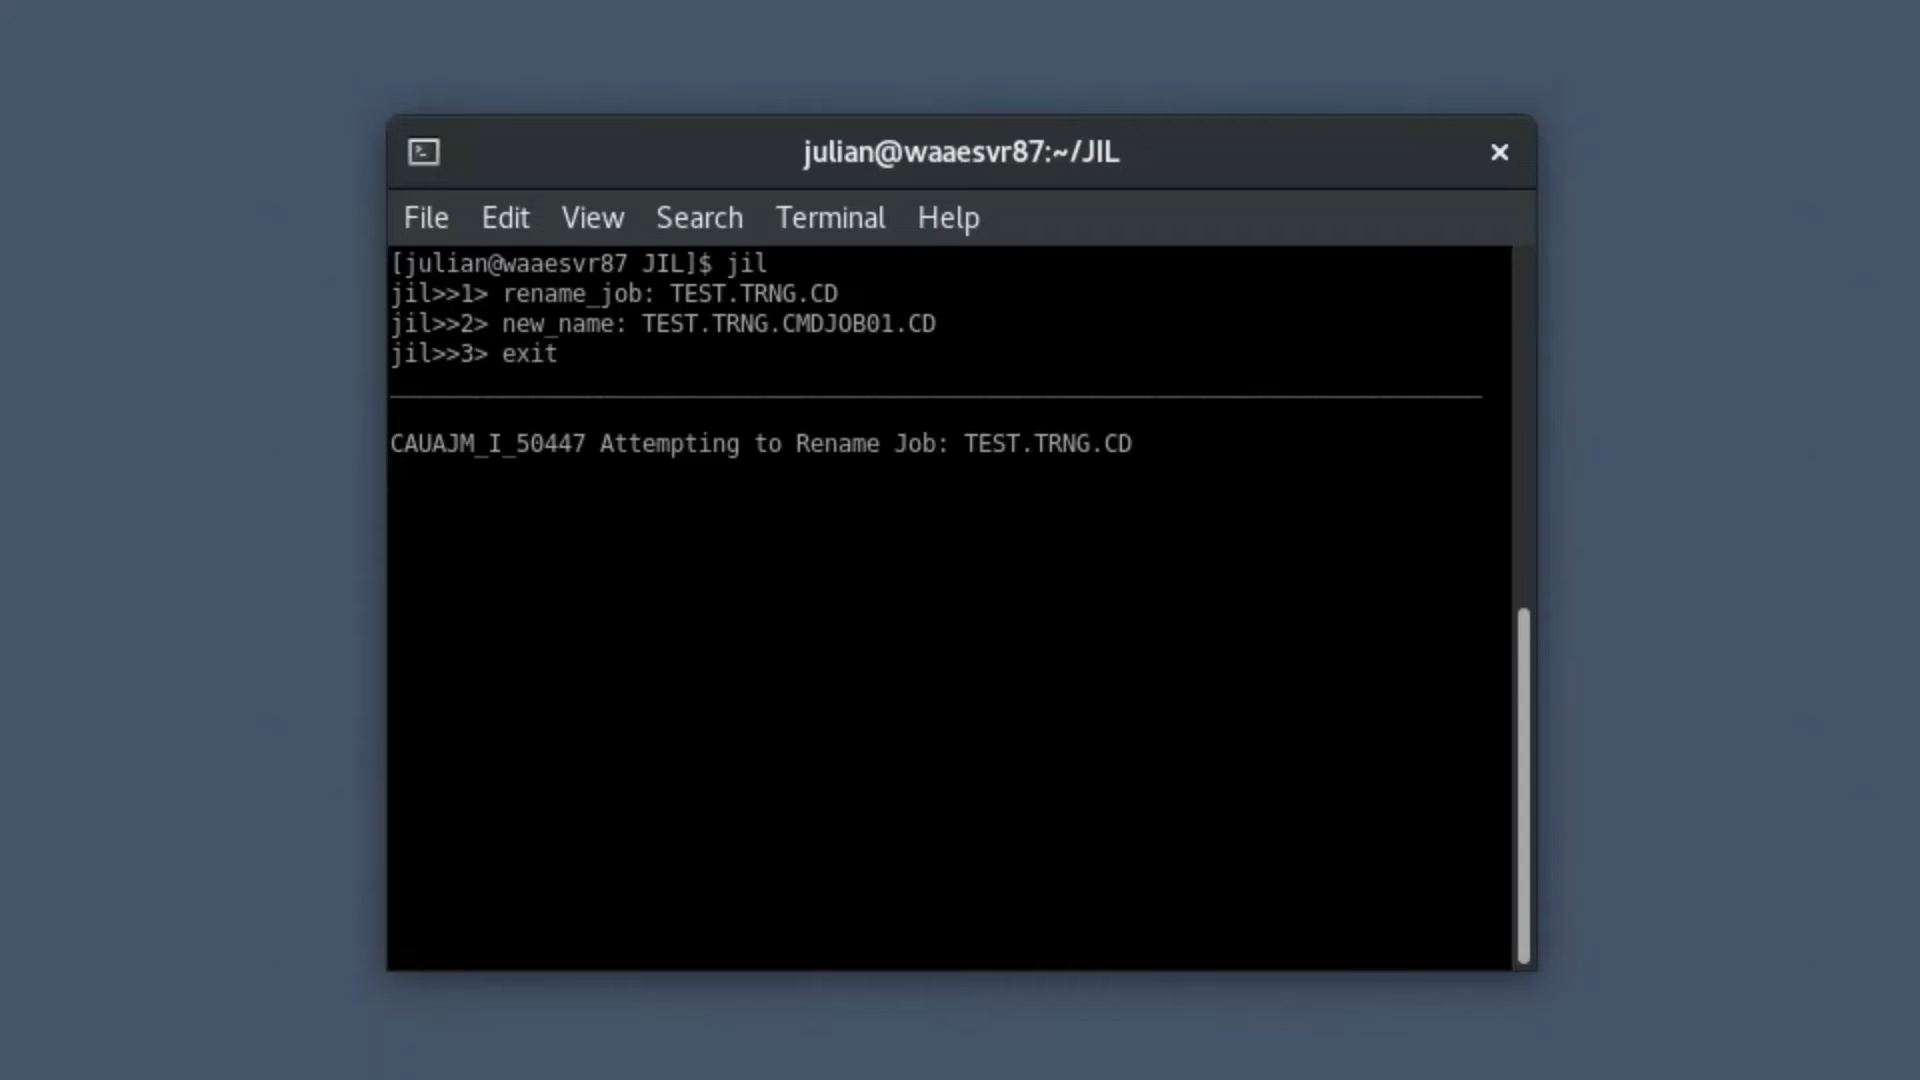 julian@waaesvr87:~/JIL
File Edit View Search Terminal Help
[julian@waaesvr87 JIL]$ jil
jil>>1> rename_job: TEST.TRNG.CD
jil>>2> new_name: TEST.TRNG.CMDJOB01.CD
jil>>3> exit
CAUAJM_I_50447 Attempting to Rename Job: TEST.TRNG.CD